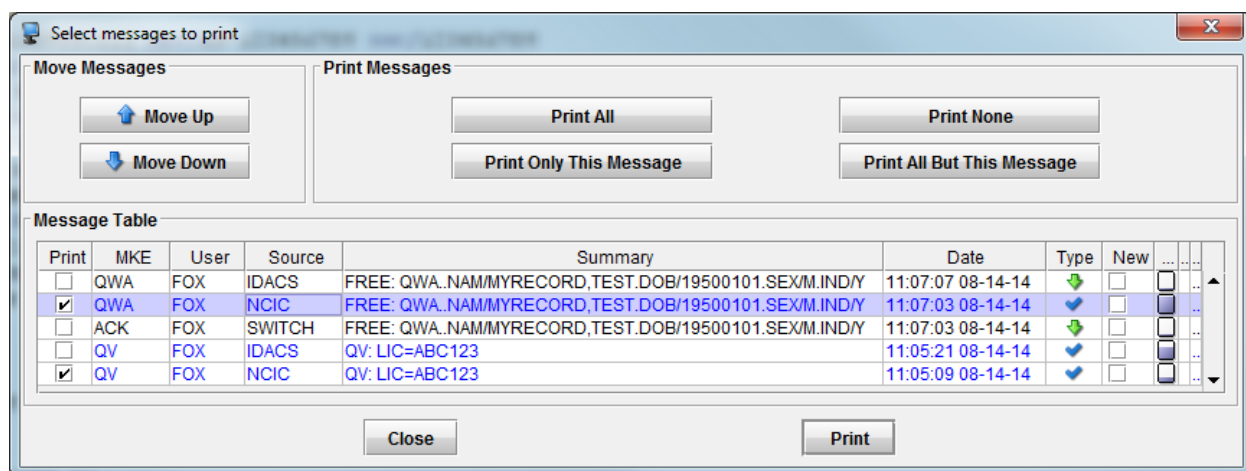 Select messages to print
Move Messages
Print Messages
Move Up
Print All
Print None
Move Down
Print Only This Message
Print All But This Message
Message Table
Print MKE User Source Summary Date Type New ... .. ..
QWA FOX IDACS FREE: QWA..NAM/MYRECORD,TEST.DOB/19500101.SEX/M.IND/Y 11:07:07 08-14-14 ..
QWA FOX NCIC FREE: QWA..NAM/MYRECORD,TEST.DOB/19500101.SEX/M.IND/Y 11:07:03 08-14-14 ..
ACK FOX SWITCH FREE: QWA..NAM/MYRECORD,TEST.DOB/19500101.SEX/M.IND/Y 11:07:03 08-14-14 ..
QV FOX IDACS QV: LIC=ABC123 11:05:21 08-14-14 ..
QV FOX NCIC QV: LIC=ABC123 11:05:09 08-14-14 ..
Close
Print